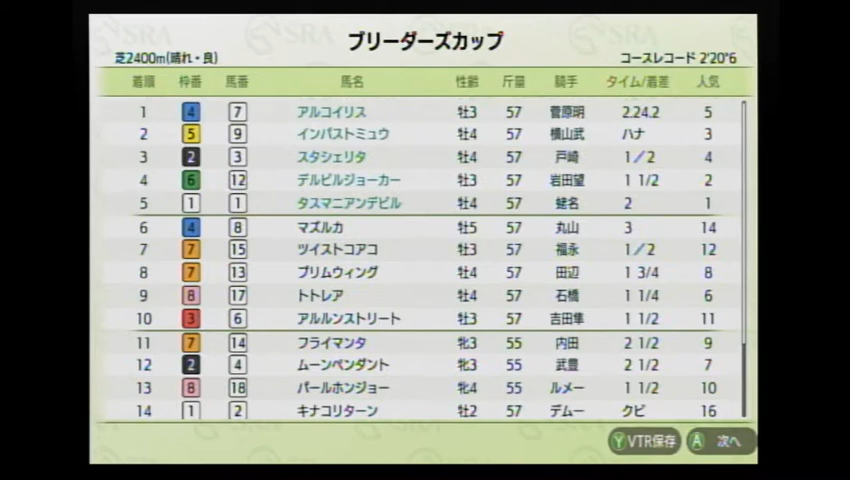 ブリーダーズカップ
芝2400m(晴れ・良) コースレコード 2'20"6
着順 枠番 馬番 馬名 性齢 斤量 騎手 タイム/着差 人気
1 4 7 アルコイリス 牡3 57 菅原明 2.24.2 5
2 5 9 インパストミュウ 牡4 57 横山武 ハナ 3
3 2 3 スタシェリタ 牡4 57 戸崎 1/2 4
4 6 12 デルビルジョーカー 牡3 57 岩田望 1 1/2 2
5 1 1 タスマニアンデビル 牡4 57 蛯名 2 1
6 4 8 マズルカ 牡5 57 丸山 3 14
7 7 15 ツイストコアコ 牡3 57 福永 1/2 12
8 7 13 プリムウィング 牡4 57 田辺 1 3/4 8
9 8 17 トトレア 牡4 57 石橋 1 1/4 6
10 3 6 アルルンストリート 牡3 57 吉田隼 1 1/2 11
11 7 14 フライマンタ 牝3 55 内田 2 1/2 9
12 2 4 ムーンペンダント 牝3 55 武豊 2 1/2 7
13 8 18 パールホンジョー 牝4 55 ルメー 1 1/2 10
14 1 2 キナコリターン 牡2 57 デムー クビ 16
Y VTR保存 A 次へ